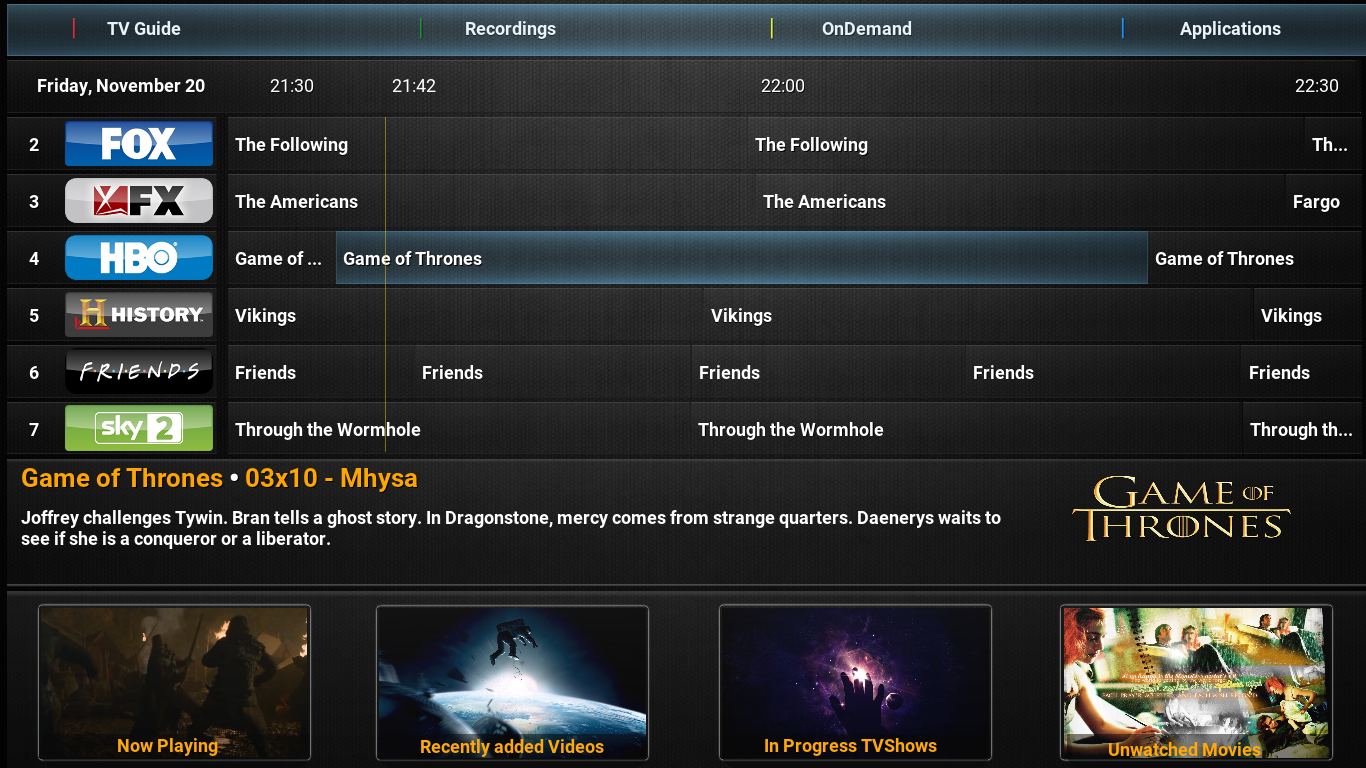 TV Guide Recordings OnDemand Applications
Friday, November 20 21:30 21:42 22:00 22:30
2 FOX The Following The Following Th...
3 FX The Americans The Americans Fargo
4 HBO Game of ... Game of Thrones Game of Thrones
5 H HISTORY Vikings Vikings Vikings
6 F·R·I·E·N·D·S Friends Friends Friends Friends Friends
7 sky 2 Through the Wormhole Through the Wormhole Through th...
Game of Thrones • 03x10 - Mhysa
Joffrey challenges Tywin. Bran tells a ghost story. In Dragonstone, mercy comes from strange quarters. Daenerys waits to
see if she is a conqueror or a liberator.
GAME OF
THRONES
Now Playing Recently added Videos In Progress TVShows Unwatched Movies